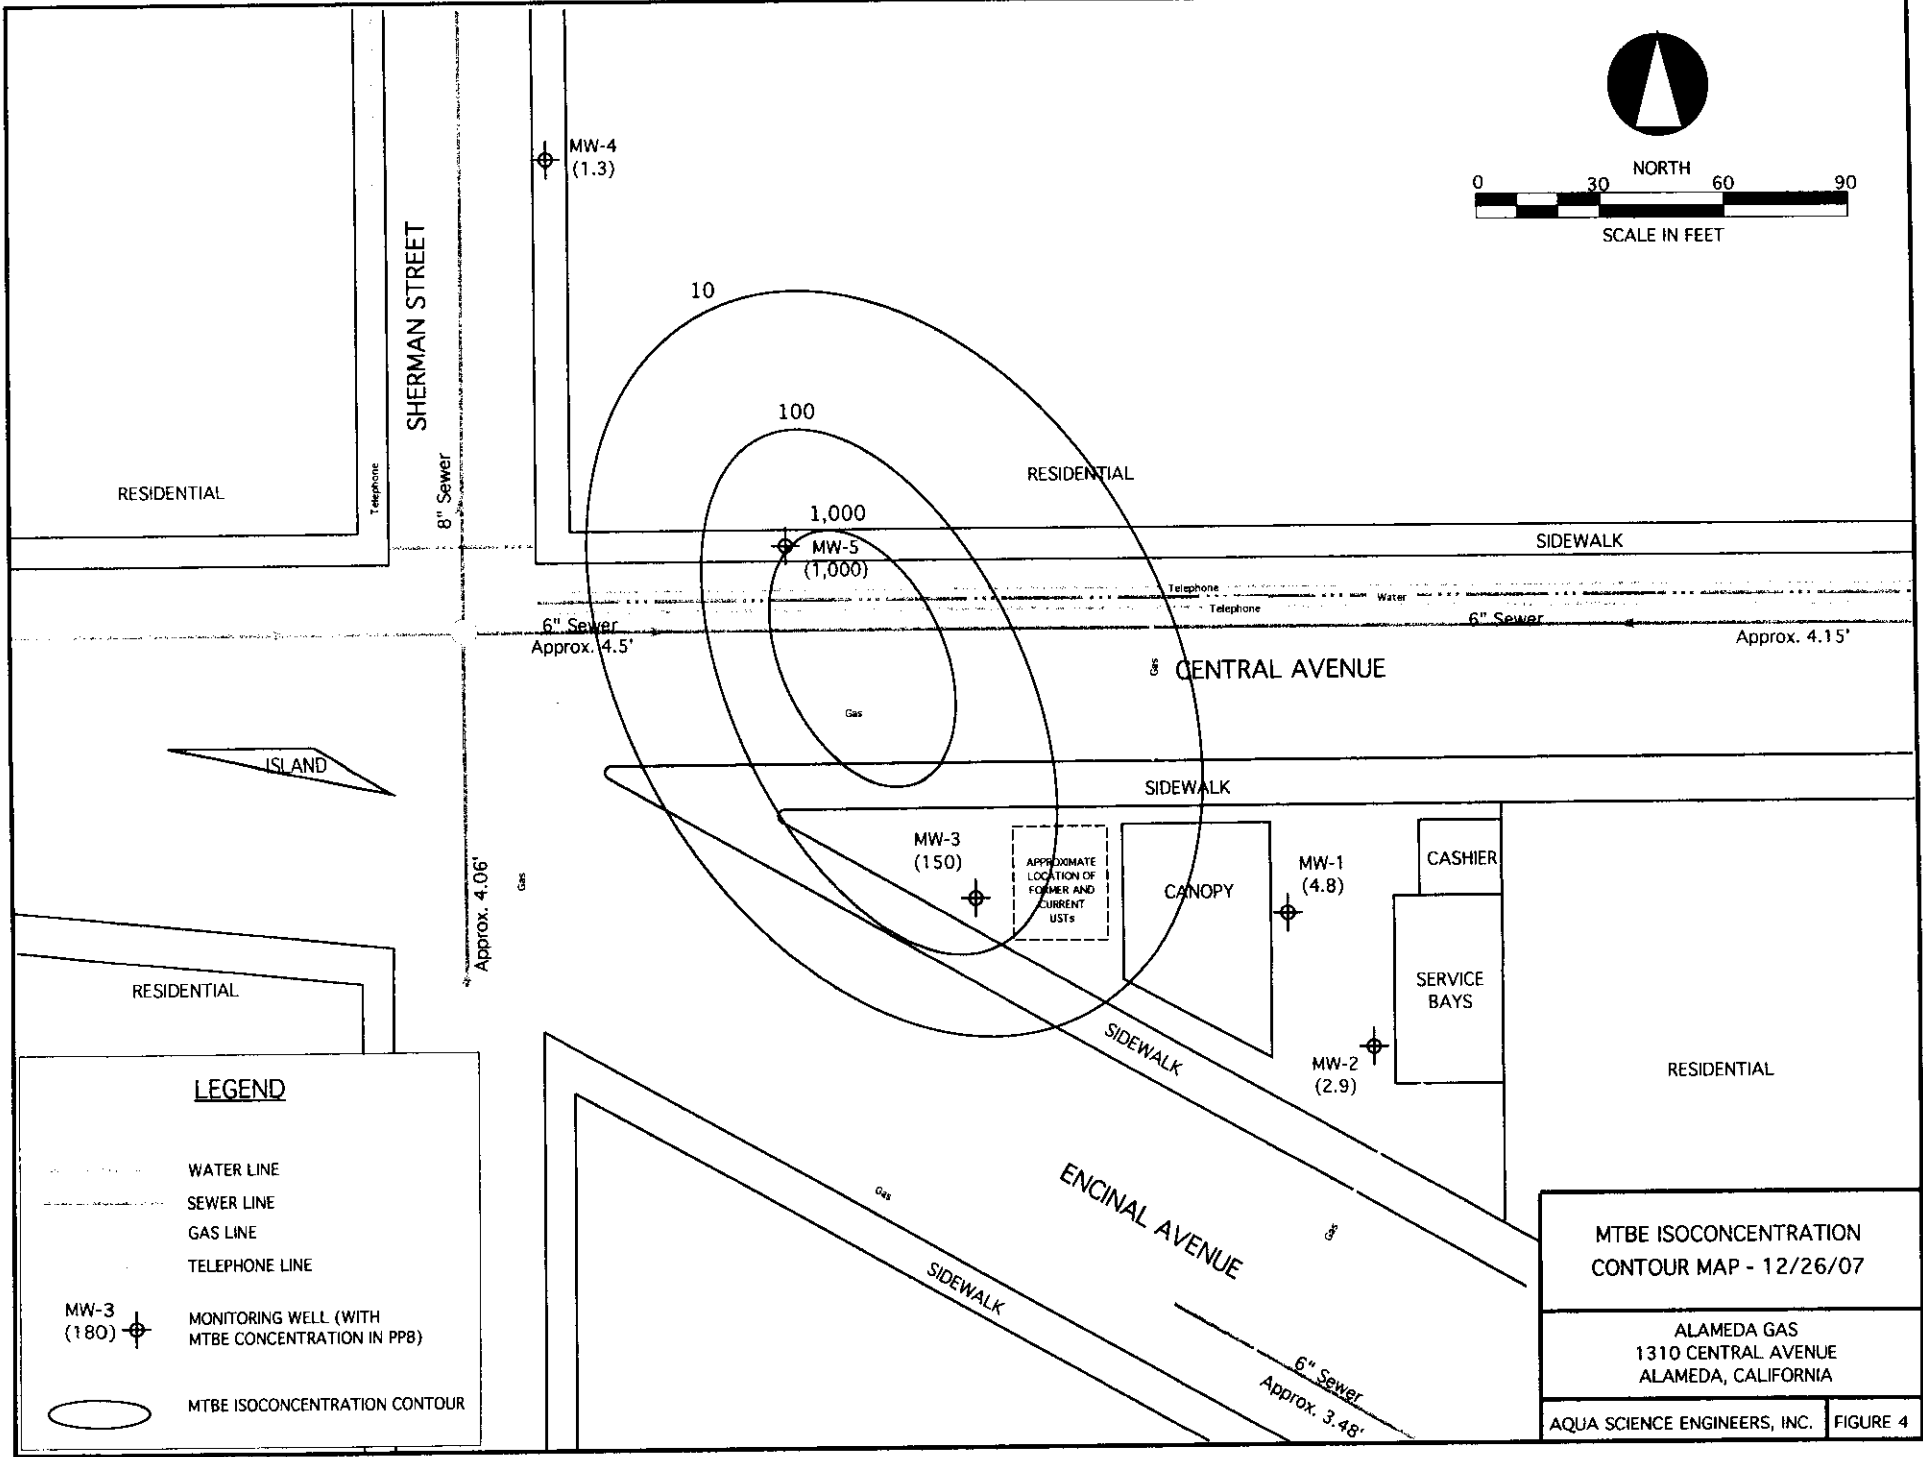 NORTH
0 30 60 90
SCALE IN FEET
MW-4
(1.3)
SHERMAN STREET
8" Sewer
Telephone
RESIDENTIAL
10
100
1,000
MW-5
(1,000)
RESIDENTIAL
SIDEWALK
Telephone
Water
Telephone
6" Sewer
Approx. 4.5'
6" Sewer
Approx. 4.15'
Gas
CENTRAL AVENUE
Gas
ISLAND
SIDEWALK
Approx. 4.06'
Gas
MW-3
(150)
APPROXIMATE
LOCATION OF
FORMER AND
CURRENT
USTs
CANOPY
MW-1
(4.8)
CASHIER
SERVICE
BAYS
MW-2
(2.9)
RESIDENTIAL
RESIDENTIAL
SIDEWALK
ENCINAL AVENUE
Gas
Gas
SIDEWALK
6" Sewer
Approx. 3.48'
LEGEND
WATER LINE
SEWER LINE
GAS LINE
TELEPHONE LINE
MW-3
(180)
MONITORING WELL (WITH
MTBE CONCENTRATION IN PPB)
MTBE ISOCONCENTRATION CONTOUR
MTBE ISOCONCENTRATION
CONTOUR MAP - 12/26/07
ALAMEDA GAS
1310 CENTRAL AVENUE
ALAMEDA, CALIFORNIA
AQUA SCIENCE ENGINEERS, INC.
FIGURE 4